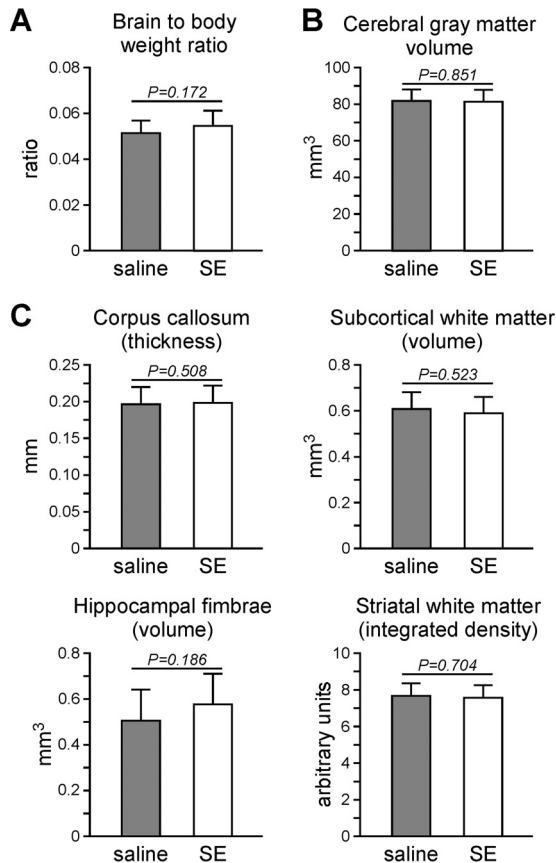 A
Brain to body
weight ratio
0.08
0.06
0.04
0.02
0
ratio
P=0.172
saline
SE
B
Cerebral gray matter
volume
100
80
60
40
20
0
mm³
P=0.851
saline
SE
C
Corpus callosum
(thickness)
0.25
0.20
0.15
0.10
0.05
0
mm
P=0.508
saline
SE
Subcortical white matter
(volume)
0.8
0.6
0.4
0.2
0
mm³
P=0.523
saline
SE
Hippocampal fimbrae
(volume)
0.8
0.6
0.4
0.2
0
mm³
P=0.186
saline
SE
Striatal white matter
(integrated density)
10
8
6
4
2
0
arbitrary units
P=0.704
saline
SE